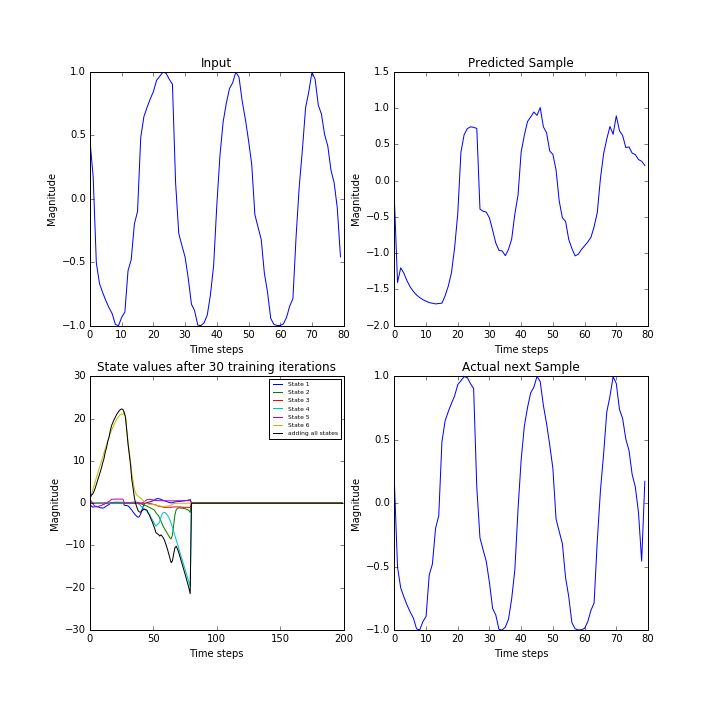 Input
1.0
0.5
0.0
−0.5
−1.0
Magnitude
0 10 20 30 40 50 60 70 80
Time steps
Predicted Sample
1.5
1.0
0.5
0.0
−0.5
−1.0
−1.5
−2.0
Magnitude
0 10 20 30 40 50 60 70 80
Time steps
State values after 30 training iterations
30
20
10
0
−10
−20
−30
Magnitude
State 1
State 2
State 3
State 4
State 5
State 6
adding all states
0 50 100 150 200
Time steps
Actual next Sample
1.0
0.5
0.0
−0.5
−1.0
Magnitude
0 10 20 30 40 50 60 70 80
Time steps